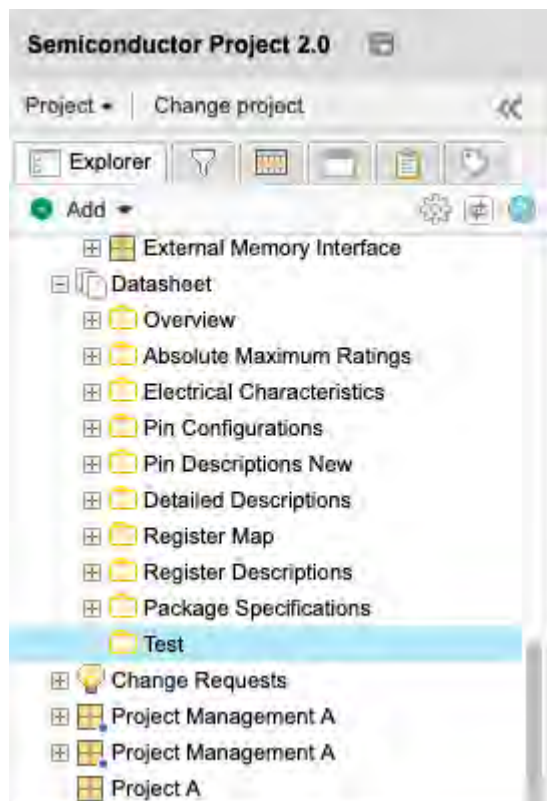 Semiconductor Project 2.0
Project Change project
Explorer
Add
External Memory Interface
Datasheet
Overview
Absolute Maximum Ratings
Electrical Characteristics
Pin Configurations
Pin Descriptions New
Detailed Descriptions
Register Map
Register Descriptions
Package Specifications
Test
Change Requests
Project Management A
Project Management A
Project A